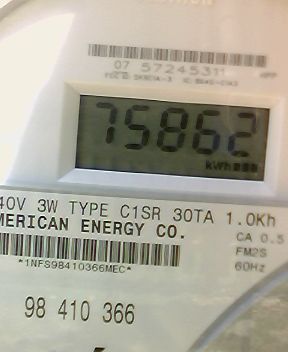 07 5724531
75862
kWh
40V 3W TYPE C1SR 30TA 1.0Kh
MERICAN ENERGY CO.
CA 0.5
FM2S
*1NFS98410366MEC*
60Hz
98 410 366